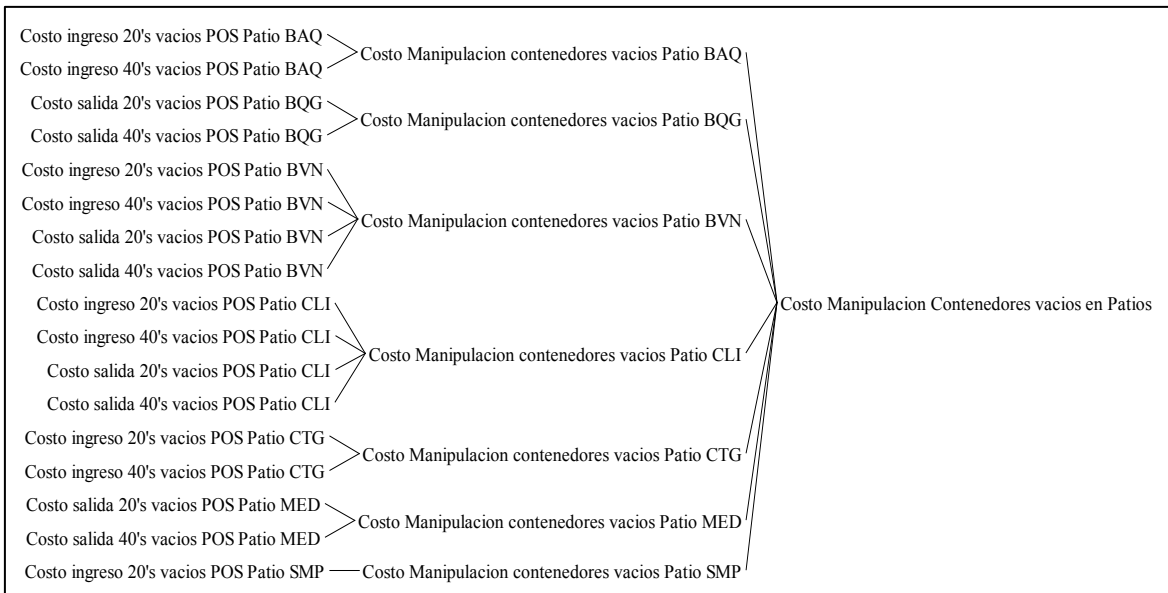 Costo ingreso 20's vacios POS Patio BAQ
Costo ingreso 40's vacios POS Patio BAQ
Costo Manipulacion contenedores vacios Patio BAQ
Costo salida 20's vacios POS Patio BQG
Costo salida 40's vacios POS Patio BQG
Costo Manipulacion contenedores vacios Patio BQG
Costo ingreso 20's vacios POS Patio BVN
Costo ingreso 40's vacios POS Patio BVN
Costo salida 20's vacios POS Patio BVN
Costo salida 40's vacios POS Patio BVN
Costo Manipulacion contenedores vacios Patio BVN
Costo ingreso 20's vacios POS Patio CLI
Costo ingreso 40's vacios POS Patio CLI
Costo salida 20's vacios POS Patio CLI
Costo salida 40's vacios POS Patio CLI
Costo Manipulacion contenedores vacios Patio CLI
Costo ingreso 20's vacios POS Patio CTG
Costo ingreso 40's vacios POS Patio CTG
Costo Manipulacion contenedores vacios Patio CTG
Costo salida 20's vacios POS Patio MED
Costo salida 40's vacios POS Patio MED
Costo Manipulacion contenedores vacios Patio MED
Costo ingreso 20's vacios POS Patio SMP
Costo Manipulacion contenedores vacios Patio SMP
Costo Manipulacion Contenedores vacios en Patios